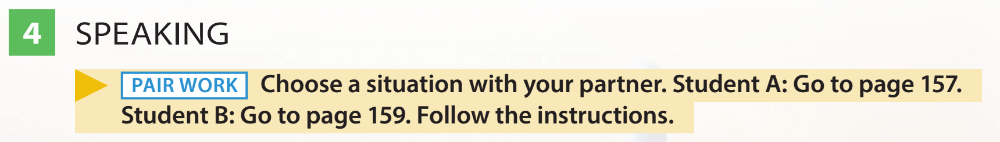 4 SPEAKING
PAIR WORK Choose a situation with your partner. Student A: Go to page 157.
Student B: Go to page 159. Follow the instructions.